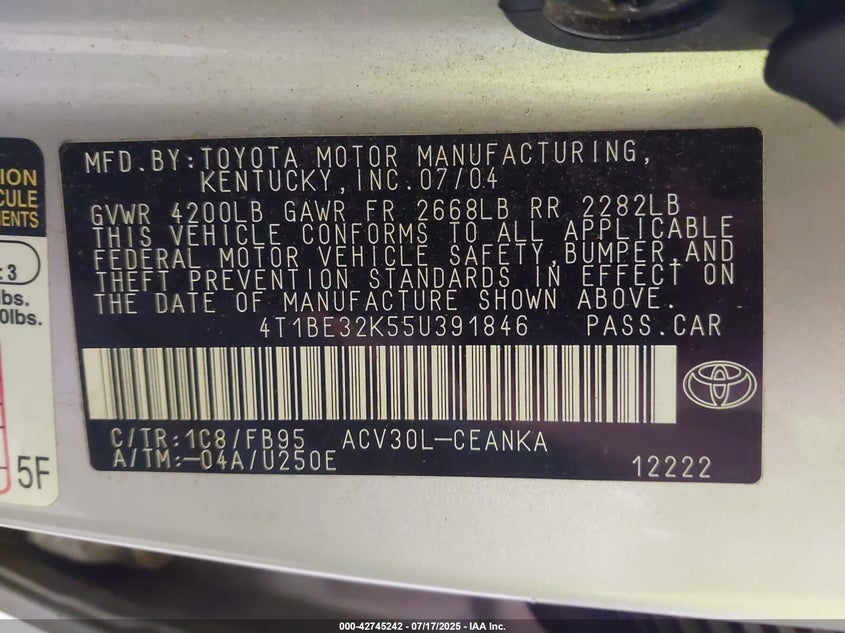 MFD.BY:TOYOTA MOTOR MANUFACTURING,
KENTUCKY,INC.07/04
GVWR 4200LB GAWR FR 2668LB RR 2282LB
THIS VEHICLE CONFORMS TO ALL APPLICABLE
FEDERAL MOTOR VEHICLE SAFETY,BUMPER,AND
THEFT PREVENTION STANDARDS IN EFFECT ON
THE DATE OF MANUFACTURE SHOWN ABOVE.
4T1BE32K55U391846 PASS.CAR
C/TR:1C8/FB95 ACV30L-CEANKA
A/TM:-04A/U250E 12222
ION
CULE
ENTS
:3
lbs.
0lbs.
5F
000-42745242 - 07/17/2025 - IAA Inc.